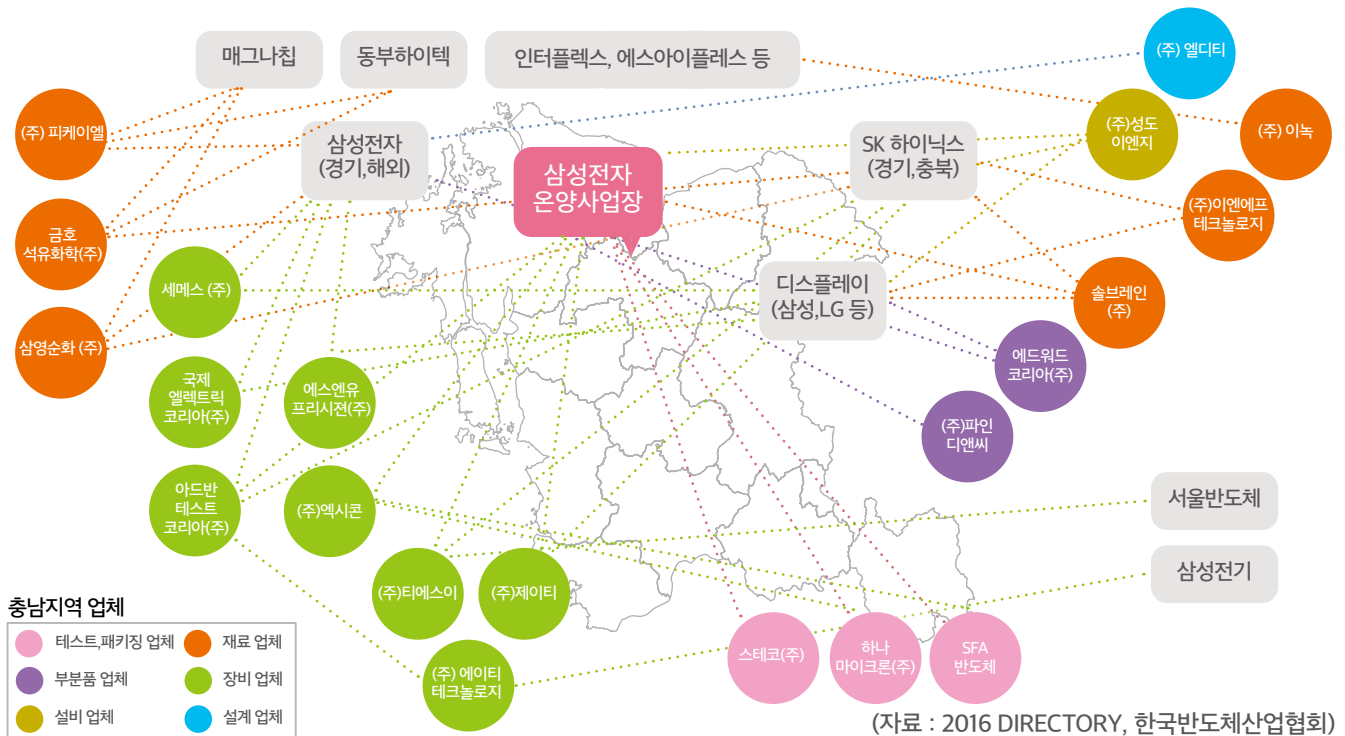 매그나칩
동부하이텍
인터플렉스, 에스아이플레스 등
(주) 엘디티
(주) 피케이엘
삼성전자
(경기,해외)
삼성전자
온양사업장
SK 하이닉스
(경기,충북)
(주)성도
이엔지
(주) 이녹
금호
석유화학(주)
(주)이엔에프
테크놀로지
세메스 (주)
디스플레이
(삼성,LG 등)
솔브레인
(주)
삼영순화 (주)
국제
엘렉트릭
코리아(주)
에스엔유
프리시젼(주)
에드워드
코리아(주)
(주)파인
디앤씨
아드반
테스트
코리아(주)
(주)엑시콘
서울반도체
삼성전기
(주)티에스이
(주)제이티
(주) 에이티
테크놀로지
스테코(주)
하나
마이크론(주)
SFA
반도체
충남지역 업체
테스트,패키징 업체
재료 업체
부분품 업체
장비 업체
설비 업체
설계 업체
(자료 : 2016 DIRECTORY, 한국반도체산업협회)